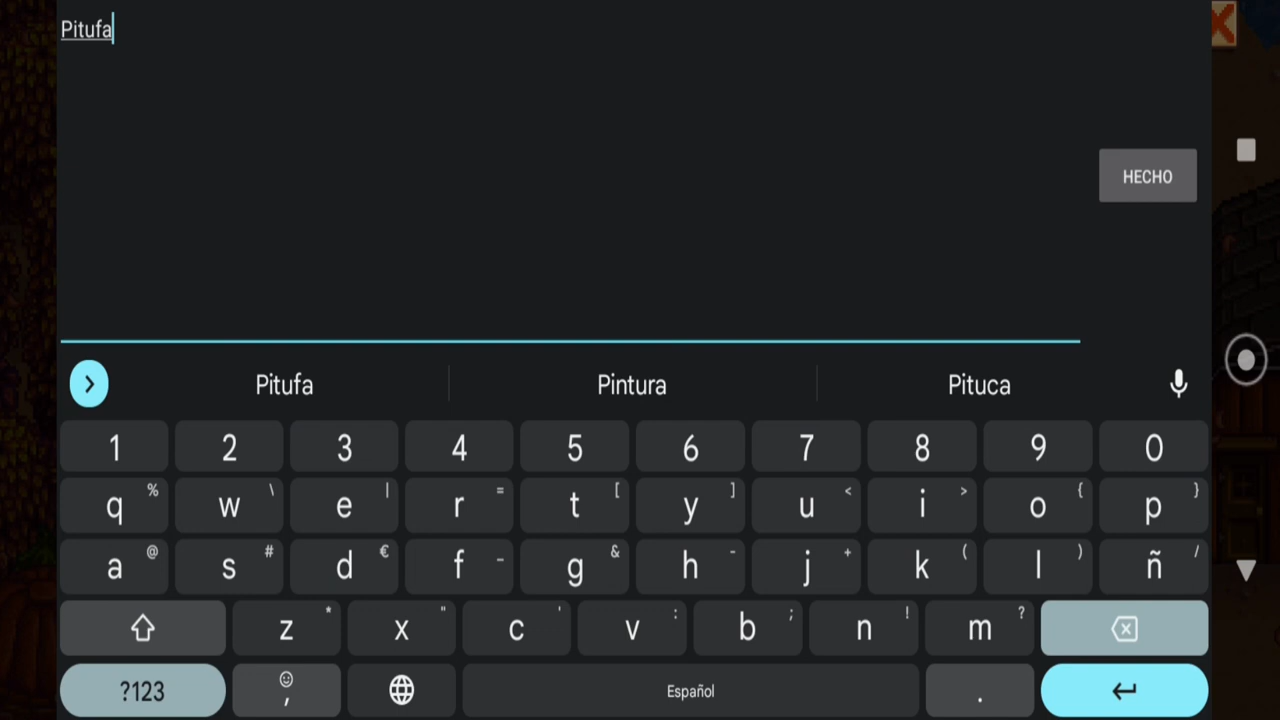 Pitufa
HECHO
Pitufa Pintura Pituca
1 2 3 4 5 6 7 8 9 0
q % w \ e | r = t [ y ] u < i > o { p }
a @ s # d € f _ g & h - j + k ( l ) ñ /
z * x " c ' v : b ; n ! m ?
?123 , Español .